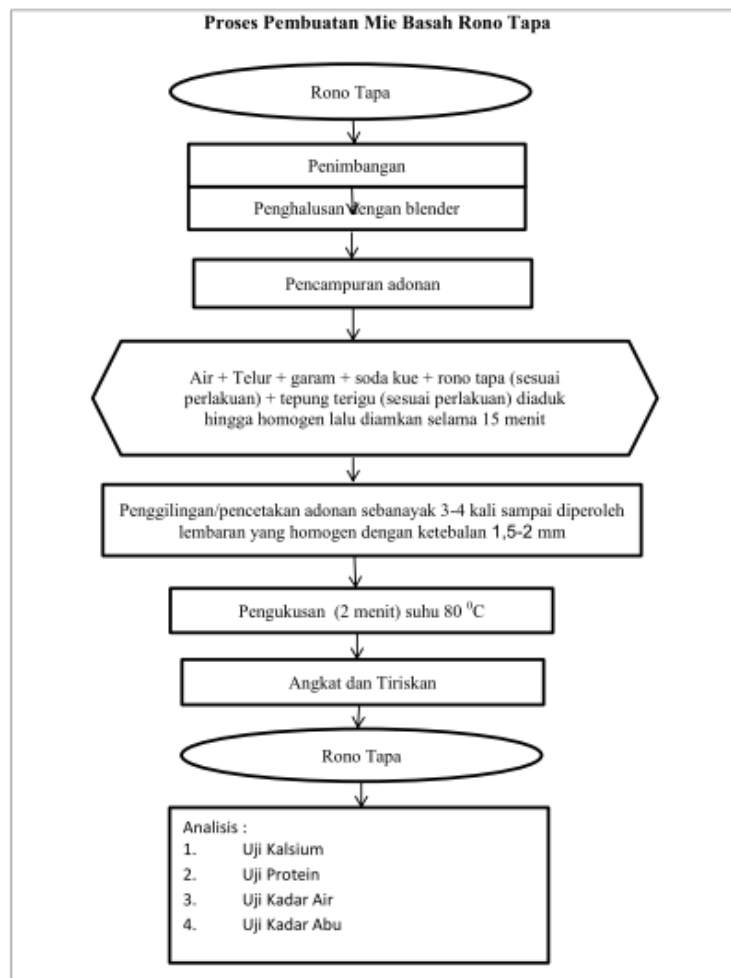 Proses Pembuatan Mie Basah Rono Tapa
Rono Tapa
Penimbangan
Penghalusan dengan blender
Pencampuran adonan
Air + Telur + garam + soda kue + rono tapa (sesuai
perlakuan) + tepung terigu (sesuai perlakuan) diaduk
hingga homogen lalu diamkan selama 15 menit
Penggilingan/pencetakan adonan sebanayak 3-4 kali sampai diperoleh
lembaran yang homogen dengan ketebalan 1,5-2 mm
Pengukusan (2 menit) suhu 80 ⁰C
Angkat dan Tiriskan
Rono Tapa
Analisis :
1. Uji Kalsium
2. Uji Protein
3. Uji Kadar Air
4. Uji Kadar Abu